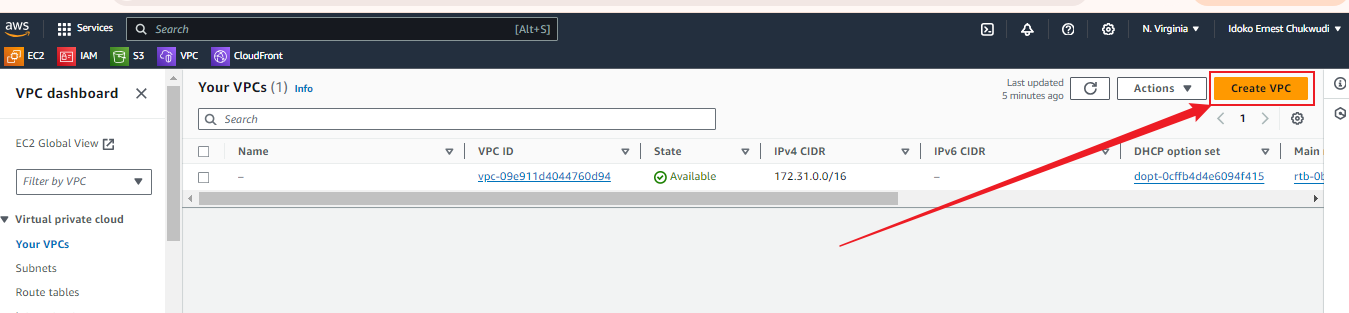 aws Services Search [Alt+S] N. Virginia Idoko Ernest Chukwudi
EC2 IAM S3 VPC CloudFront
VPC dashboard
EC2 Global View
Filter by VPC
Virtual private cloud
Your VPCs
Subnets
Route tables
Your VPCs (1) Info
Last updated
5 minutes ago
Actions
Create VPC
Search
1
Name VPC ID State IPv4 CIDR IPv6 CIDR DHCP option set Main
– vpc-09e911d4044760d94 Available 172.31.0.0/16 – dopt-0cffb4d4e6094f415 rtb-0b